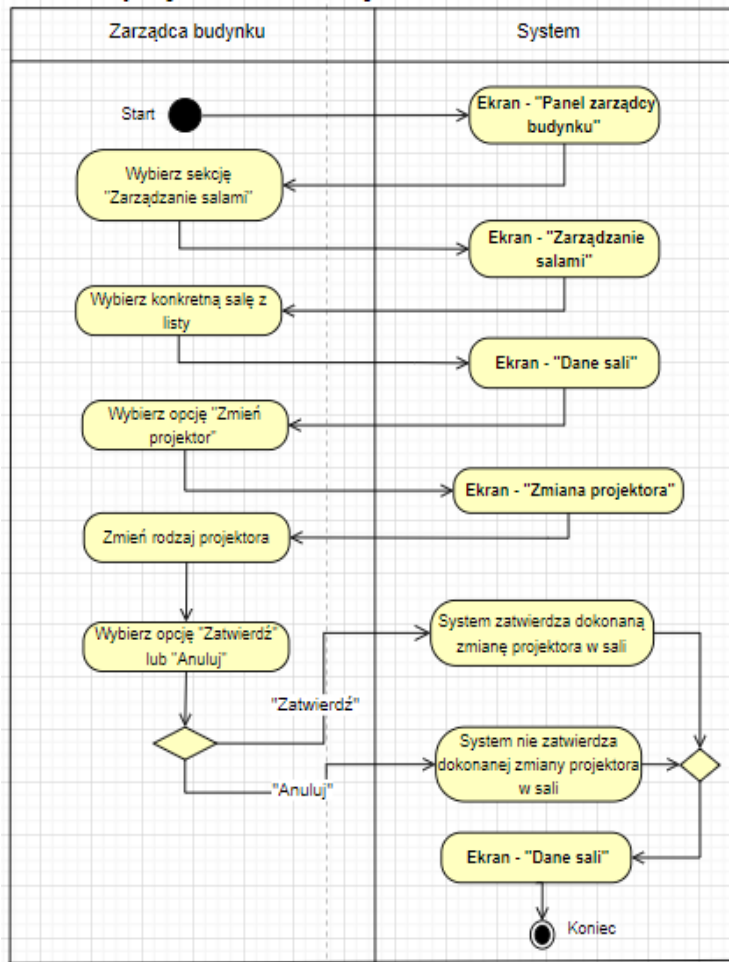 Zarządca budynku
System
Start
Ekran - "Panel zarządcy
budynku"
Wybierz sekcję
"Zarządzanie salami"
Ekran - "Zarządzanie
salami"
Wybierz konkretną salę z
listy
Ekran - "Dane sali"
Wybierz opcję "Zmień
projektor"
Ekran - "Zmiana projektora"
Zmień rodzaj projektora
Wybierz opcję "Zatwierdź"
lub "Anuluj"
System zatwierdza dokonaną
zmianę projektora w sali
"Zatwierdź"
System nie zatwierdza
dokonanej zmiany projektora
w sali
"Anuluj"
Ekran - "Dane sali"
Koniec